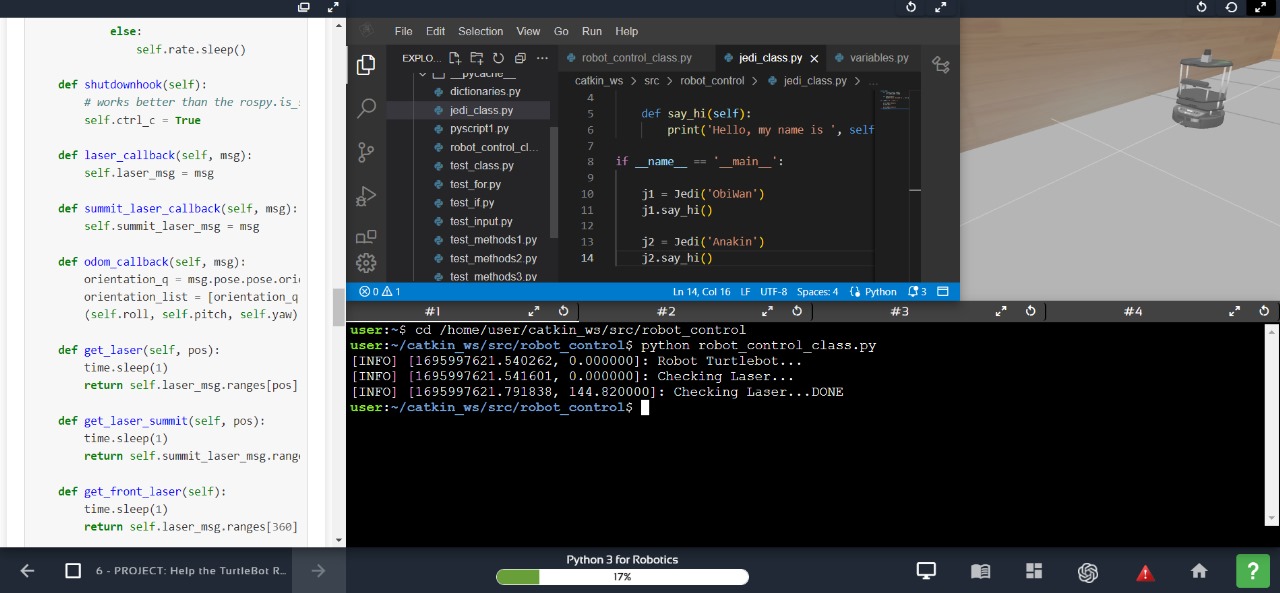 else:
self.rate.sleep()
def shutdownhook(self):
# works better than the rospy.is_
self.ctrl_c = True
def laser_callback(self, msg):
self.laser_msg = msg
def summit_laser_callback(self, msg):
self.summit_laser_msg = msg
def odom_callback(self, msg):
orientation_q = msg.pose.pose.ori
orientation_list = [orientation_q
(self.roll, self.pitch, self.yaw)
def get_laser(self, pos):
time.sleep(1)
return self.laser_msg.ranges[pos]
def get_laser_summit(self, pos):
time.sleep(1)
return self.summit_laser_msg.range
def get_front_laser(self):
time.sleep(1)
return self.laser_msg.ranges[360]
File Edit Selection View Go Run Help
EXPLO... ...
__pycache__
dictionaries.py
jedi_class.py
pyscript1.py
robot_control_cl...
test_class.py
test_for.py
test_if.py
test_input.py
test_methods1.py
test_methods2.py
test_methods3.py
robot_control_class.py jedi_class.py variables.py
catkin_ws > src > robot_control > jedi_class.py > ...
4
5 def say_hi(self):
6 print('Hello, my name is ', self
7
8 if __name__ == '__main__':
9
10 j1 = Jedi('ObiWan')
11 j1.say_hi()
12
13 j2 = Jedi('Anakin')
14 j2.say_hi()
0 1 Ln 14, Col 16 LF UTF-8 Spaces: 4 Python 3
#1 #2 #3 #4
user:~$ cd /home/user/catkin_ws/src/robot_control
user:~/catkin_ws/src/robot_control$ python robot_control_class.py
[INFO] [1695997621.540262, 0.000000]: Robot Turtlebot...
[INFO] [1695997621.541601, 0.000000]: Checking Laser...
[INFO] [1695997621.791838, 144.820000]: Checking Laser...DONE
user:~/catkin_ws/src/robot_control$
6 - PROJECT: Help the TurtleBot R...
Python 3 for Robotics
17%
?